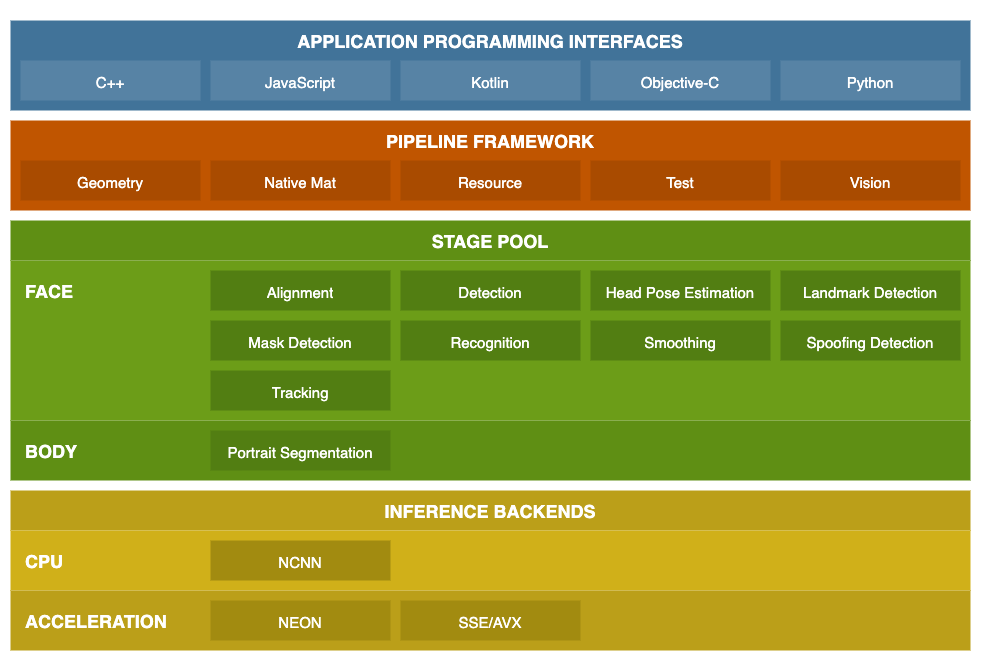 APPLICATION PROGRAMMING INTERFACES
C++ JavaScript Kotlin Objective-C Python
PIPELINE FRAMEWORK
Geometry Native Mat Resource Test Vision
STAGE POOL
FACE Alignment Detection Head Pose Estimation Landmark Detection
Mask Detection Recognition Smoothing Spoofing Detection
Tracking
BODY Portrait Segmentation
INFERENCE BACKENDS
CPU NCNN
ACCELERATION NEON SSE/AVX